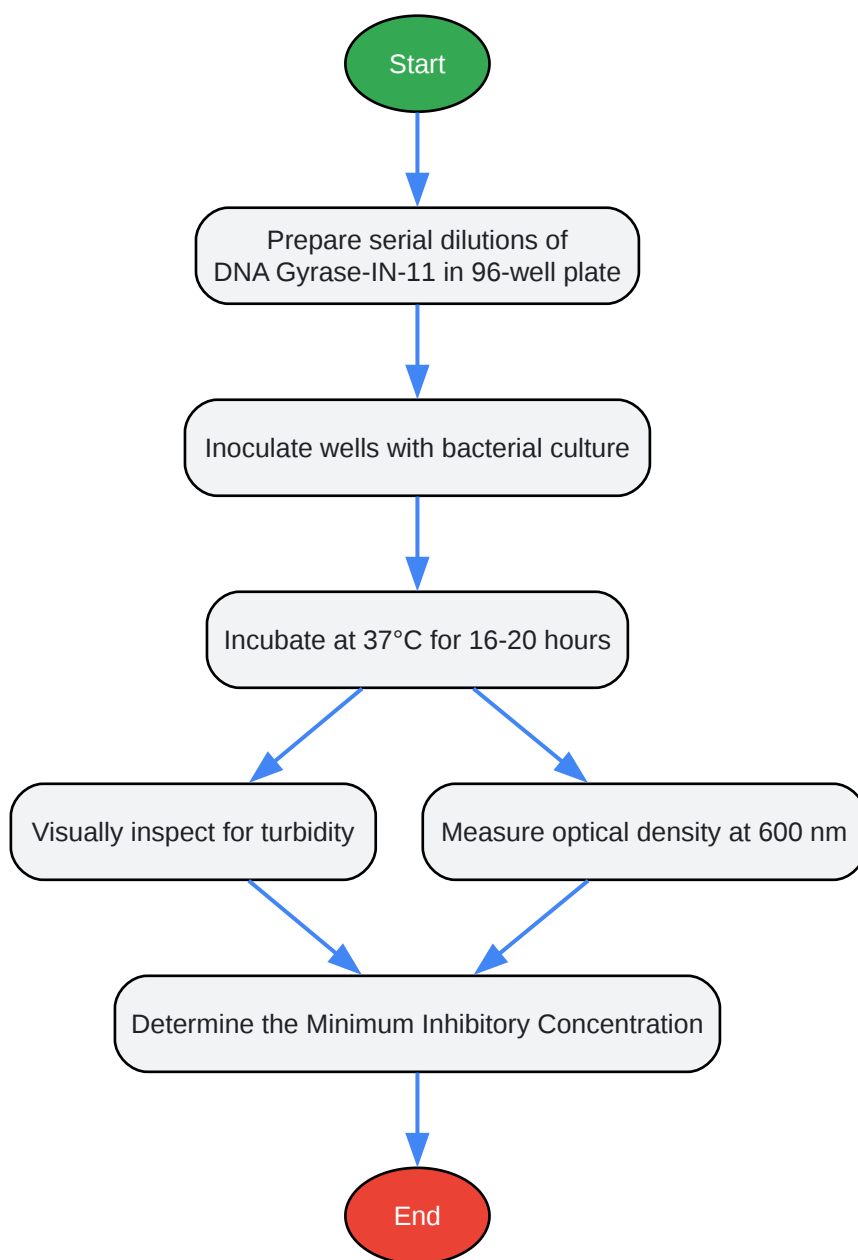 Start
Prepare serial dilutions of
DNA Gyrase-IN-11 in 96-well plate
Inoculate wells with bacterial culture
Incubate at 37°C for 16-20 hours
Visually inspect for turbidity
Measure optical density at 600 nm
Determine the Minimum Inhibitory Concentration
End